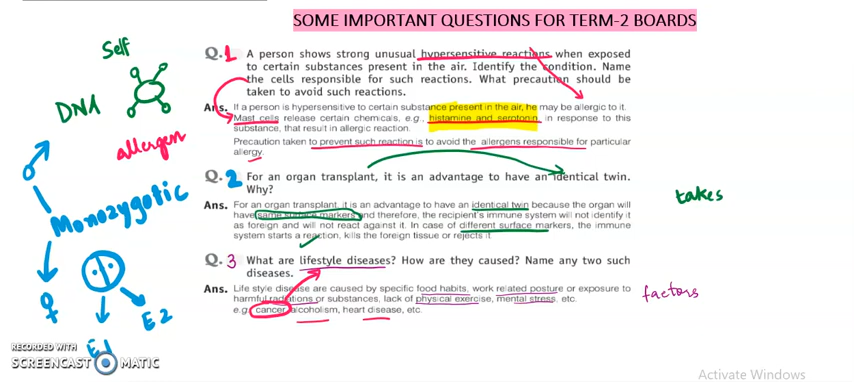 SOME IMPORTANT QUESTIONS FOR TERM-2 BOARDS
Self
DNA
allergen
Monozygotic
E1
E2
Q.1 A person shows strong unusual hypersensitive reactions when exposed
to certain substances present in the air. Identify the condition. Name
the cells responsible for such reactions. What precaution should be
taken to avoid such reactions.
Ans. If a person is hypersensitive to certain substance present in the air, he may be allergic to it.
Mast cells release certain chemicals, e.g., histamine and serotonin, in response to this
substance, that result in allergic reaction.
Precaution taken to prevent such reaction is to avoid the allergens responsible for particular
allergy.
Q.2 For an organ transplant, it is an advantage to have an identical twin.
Why?
Ans. For an organ transplant, it is an advantage to have an identical twin because the organ will
have same surface markers and therefore, the recipient's immune system will not identify it
as foreign and will not react against it. In case of different surface markers, the immune
system starts a reaction, kills the foreign tissue or rejects it.
takes
Q.3 What are lifestyle diseases? How are they caused? Name any two such
diseases.
Ans. Life style disease are caused by specific food habits, work related posture or exposure to
harmful radiations or substances, lack of physical exercise, mental stress, etc.
e.g., cancer, alcoholism, heart disease, etc.
factors
RECORDED WITH
SCREENCAST MATIC
Activate Windows